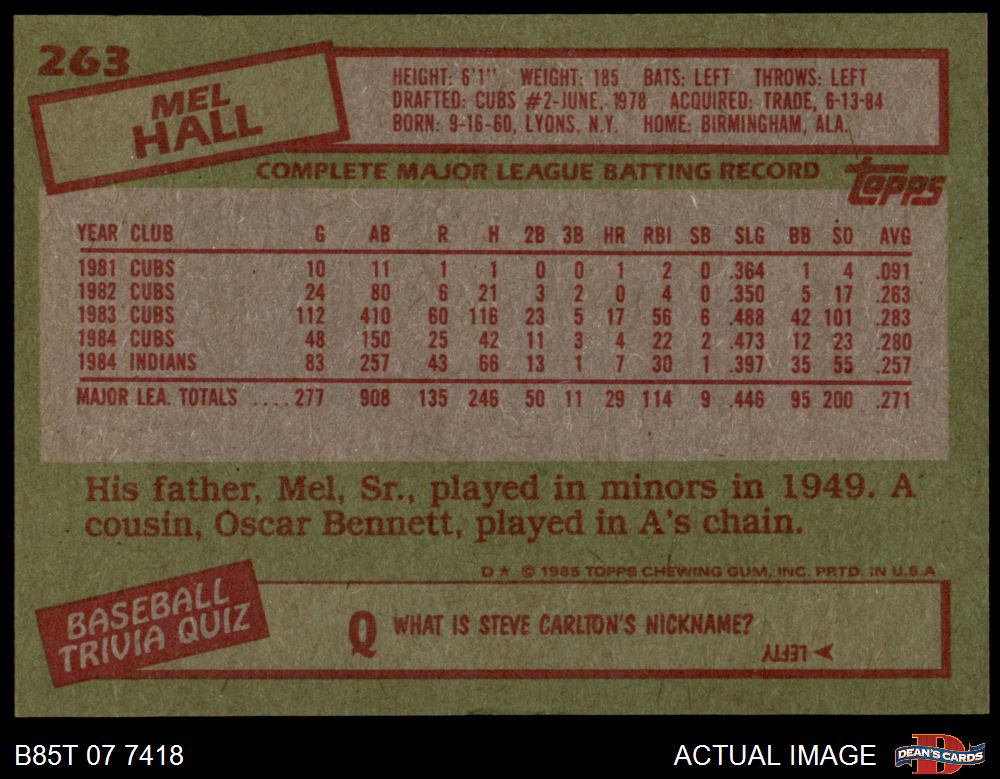 263
MEL
HALL
HEIGHT: 6'1" WEIGHT: 185 BATS: LEFT THROWS: LEFT
DRAFTED: CUBS #2-JUNE, 1978 ACQUIRED: TRADE, 6-13-84
BORN: 9-16-60, LYONS, N.Y. HOME: BIRMINGHAM, ALA.
COMPLETE MAJOR LEAGUE BATTING RECORD
topps
YEAR CLUB G AB R H 2B 3B HR RBI SB SLG BB SO AVG
1981 CUBS 10 11 1 1 0 0 1 2 0 .364 1 4 .091
1982 CUBS 24 80 6 21 3 2 0 4 0 .350 5 17 .263
1983 CUBS 112 410 60 116 23 5 17 56 6 .488 42 101 .283
1984 CUBS 48 150 25 42 11 3 4 22 2 .473 12 23 .280
1984 INDIANS 83 257 43 66 13 1 7 30 1 .397 35 55 .257
MAJOR LEA. TOTALS ....277 908 135 246 50 11 29 114 9 .446 95 200 .271
His father, Mel, Sr., played in minors in 1949. A
cousin, Oscar Bennett, played in A's chain.
D★ © 1985 TOPPS CHEWING GUM, INC. PRTD. IN U.S.A
BASEBALL
TRIVIA QUIZ
Q WHAT IS STEVE CARLTON'S NICKNAME?
LEFTY
B85T 07 7418
ACTUAL IMAGE
DEAN'S CARDS